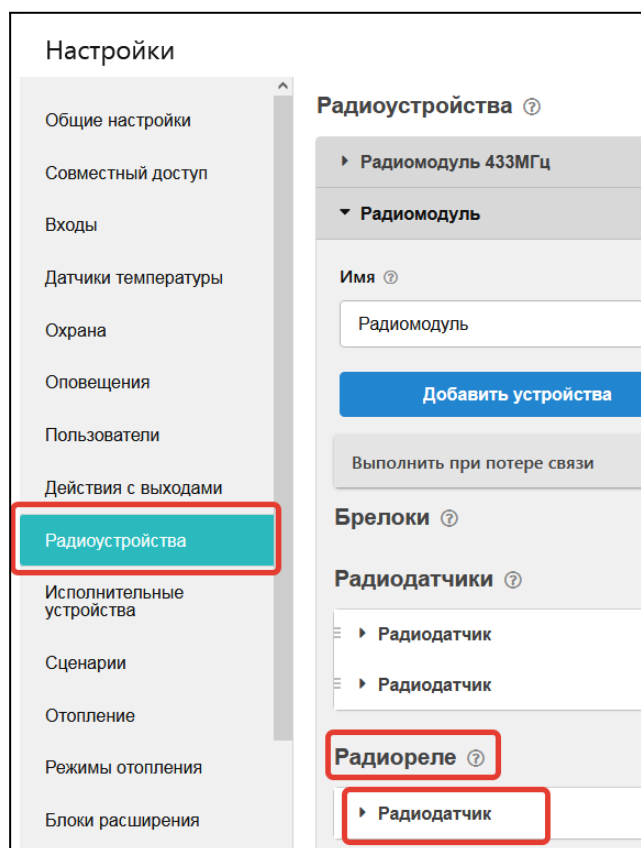 Настройки
Общие настройки
Совместный доступ
Входы
Датчики температуры
Охрана
Оповещения
Пользователи
Действия с выходами
Радиоустройства
Исполнительные
устройства
Сценарии
Отопление
Режимы отопления
Блоки расширения
Радиоустройства
Радиомодуль 433МГц
Радиомодуль
Имя
Радиомодуль
Добавить устройства
Выполнить при потере связи
Брелоки
Радиодатчики
Радиодатчик
Радиодатчик
Радиореле
Радиодатчик